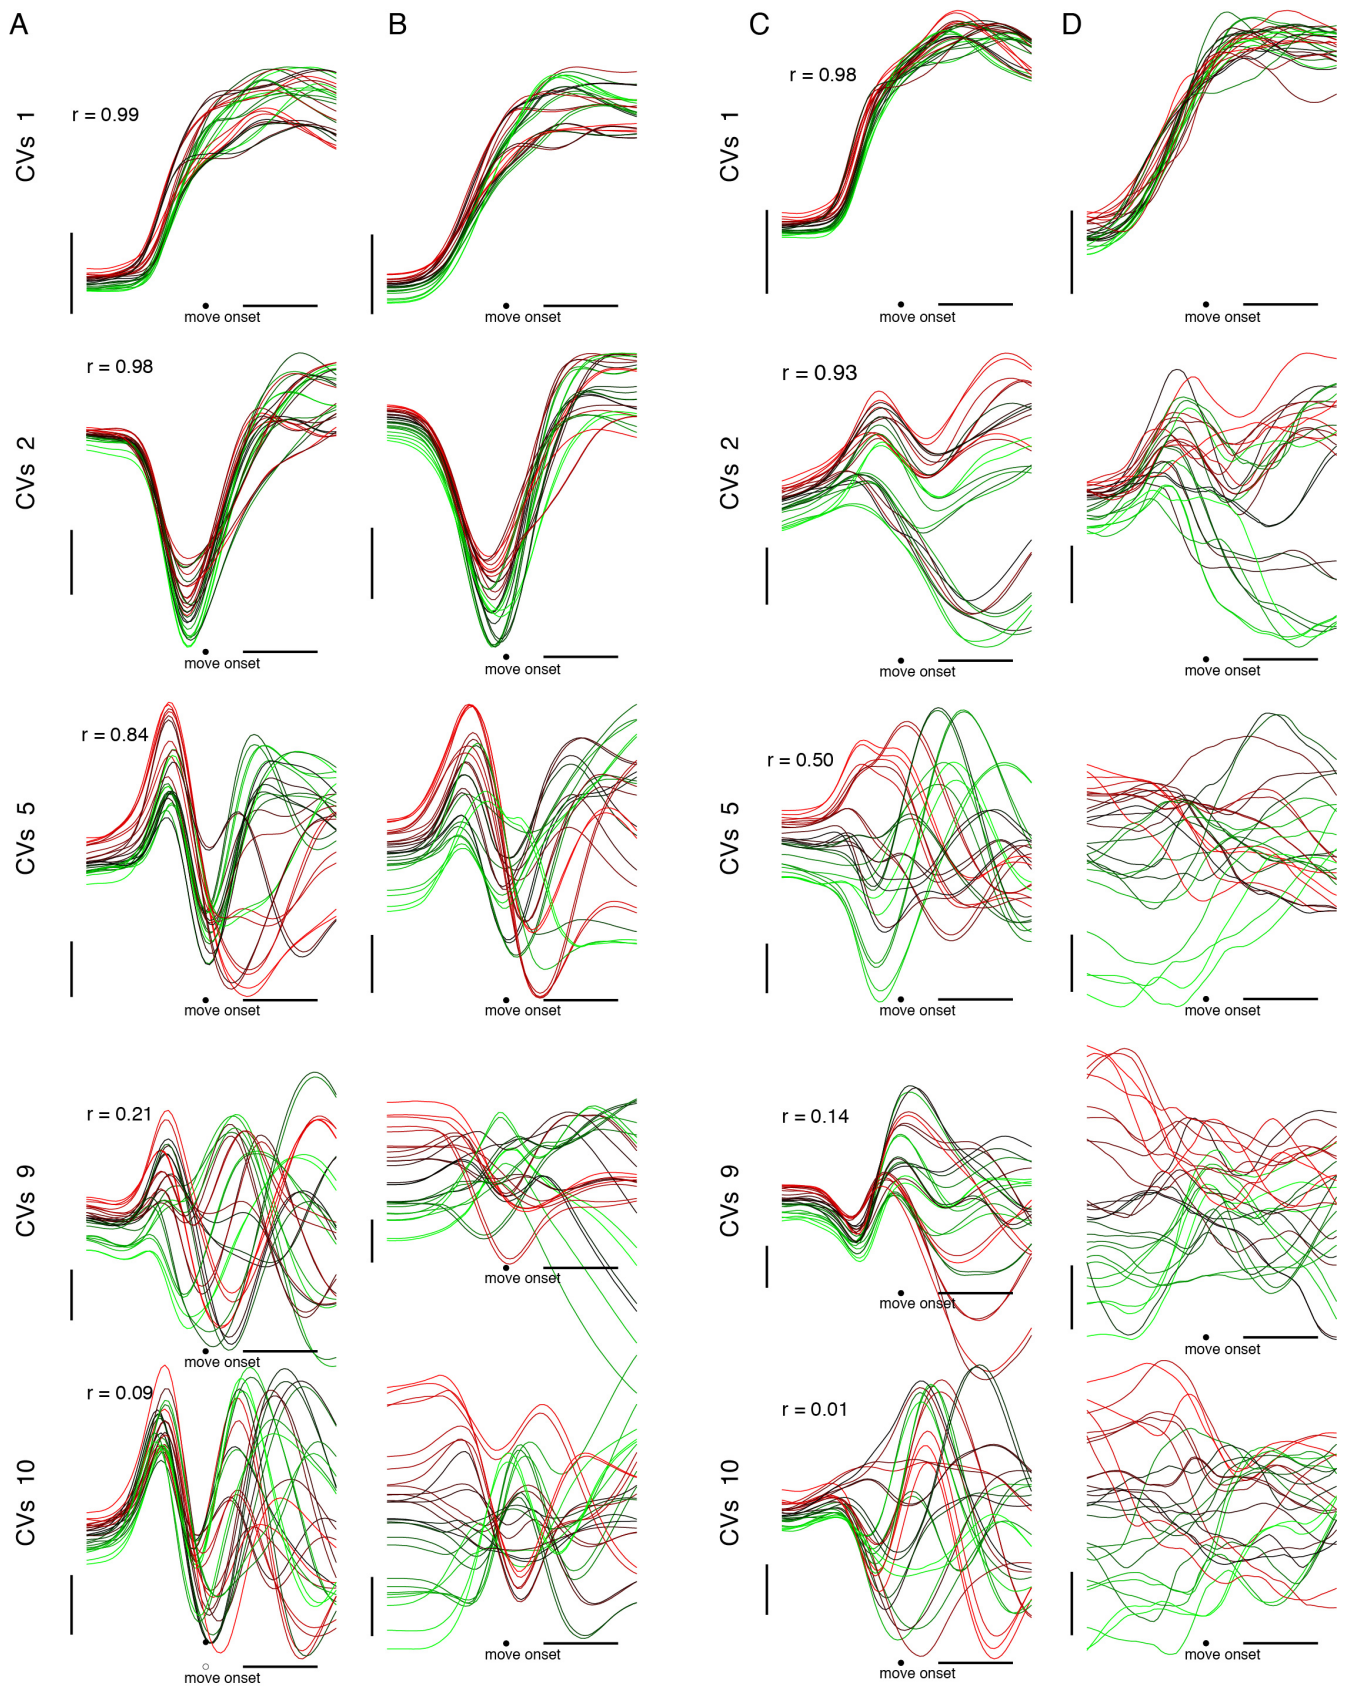 A B C D
CVs 1
r = 0.99
move onset
move onset
CVs 1
r = 0.98
move onset
move onset
CVs 2
r = 0.98
move onset
move onset
CVs 2
r = 0.93
move onset
move onset
CVs 5
r = 0.84
move onset
move onset
CVs 5
r = 0.50
move onset
move onset
CVs 9
r = 0.21
move onset
move onset
CVs 9
r = 0.14
move onset
move onset
CVs 10
r = 0.09
move onset
move onset
CVs 10
r = 0.01
move onset
move onset